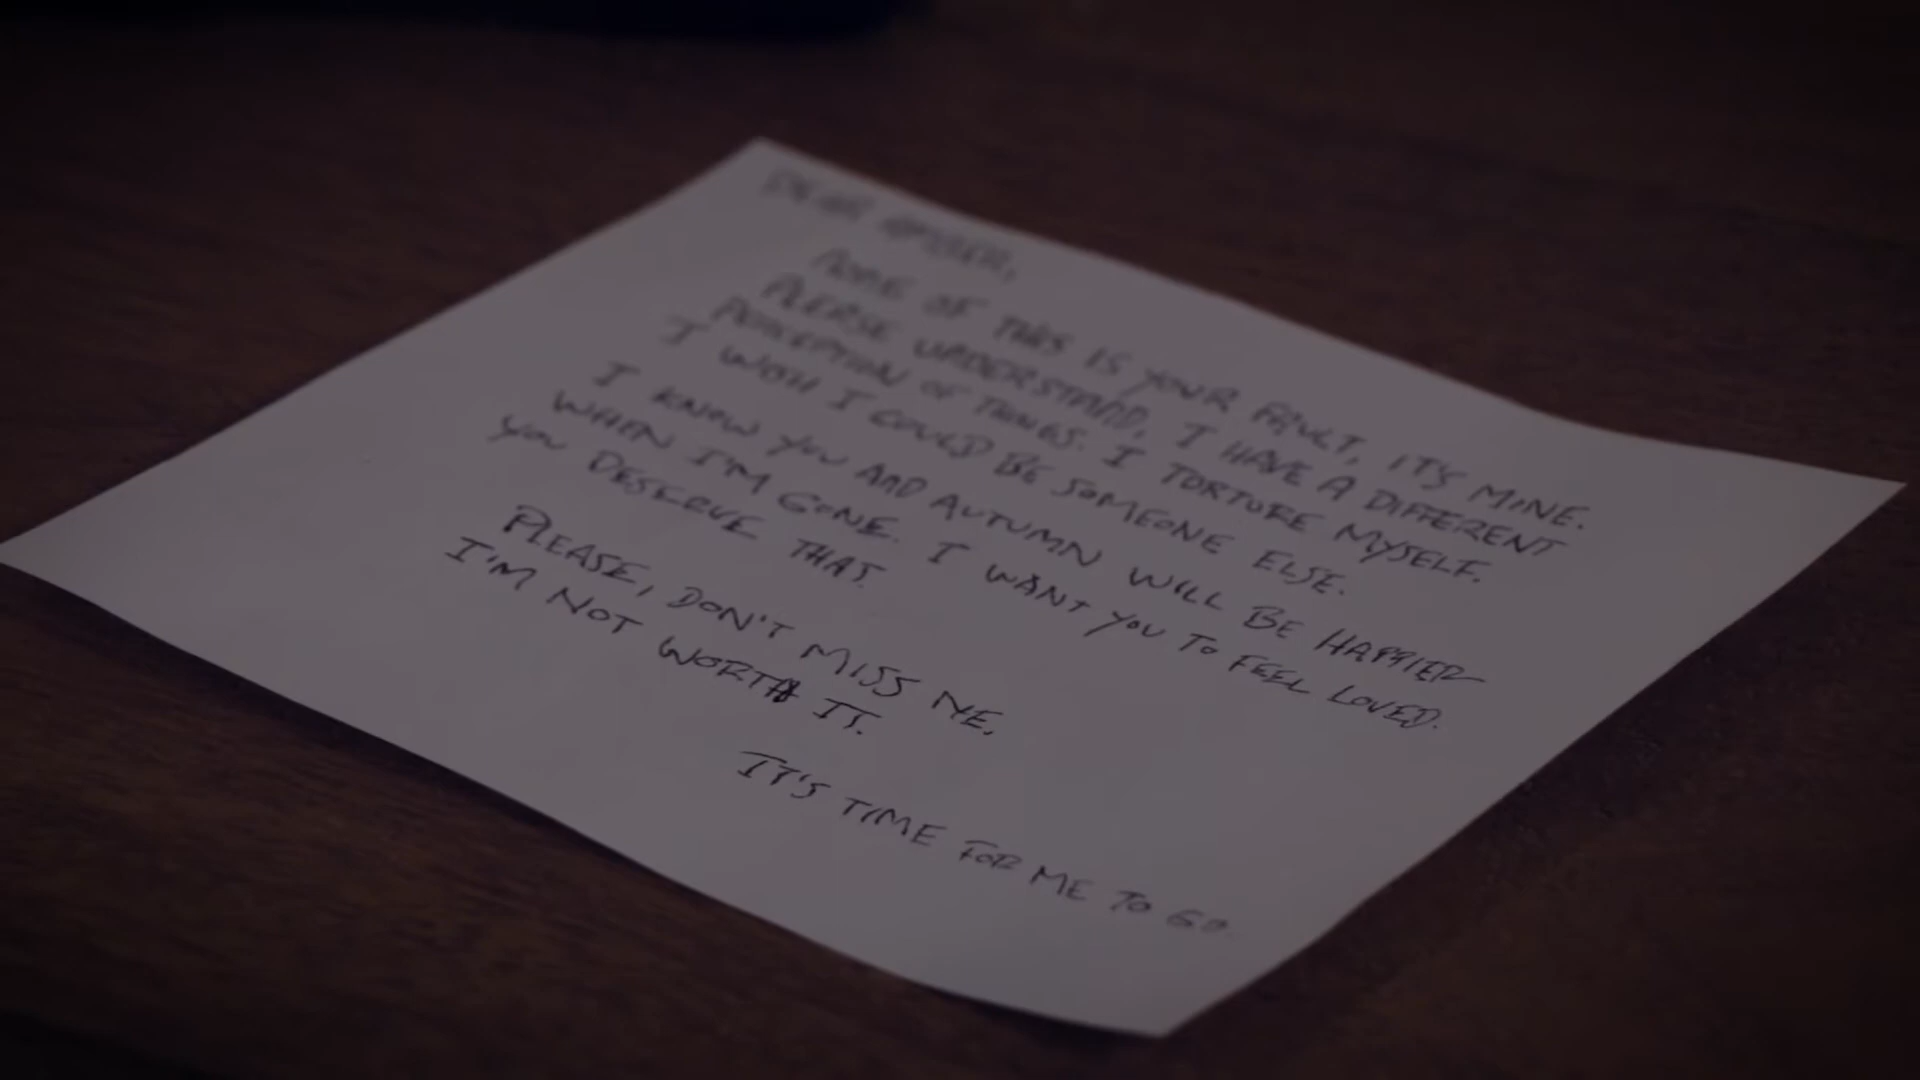 DEAR AMBER,
NONE OF THIS IS YOUR FAULT, IT'S MINE.
PLEASE UNDERSTAND, I HAVE A DIFFERENT
PERCEPTION OF THINGS. I TORTURE MYSELF.
I WISH I COULD BE SOMEONE ELSE.
I KNOW YOU AND AUTUMN WILL BE HAPPIER
WHEN I'M GONE. I WANT YOU TO FEEL LOVED.
YOU DESERVE THAT.
PLEASE, DON'T MISS ME.
I'M NOT WORTH IT.
IT'S TIME FOR ME TO GO.